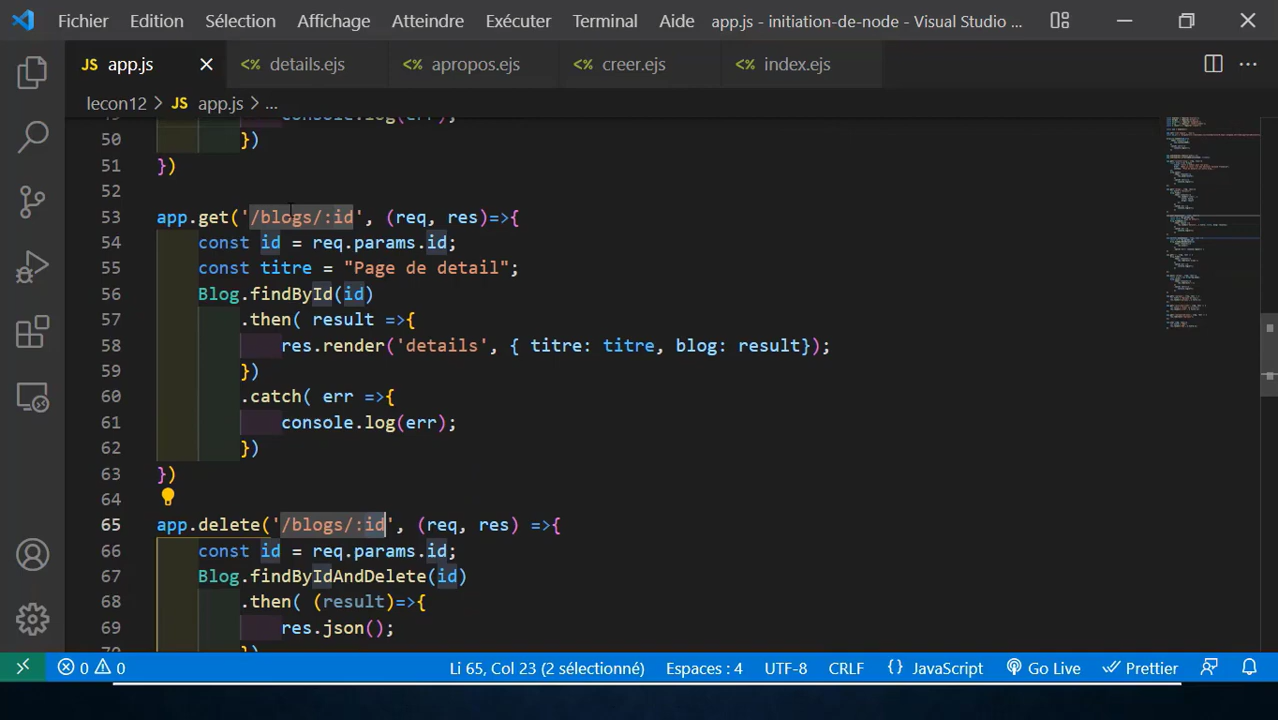 Fichier Edition Sélection Affichage Atteindre Exécuter Terminal Aide app.js - initiation-de-node - Visual Studio ...
JS app.js <% details.ejs <% apropos.ejs <% creer.ejs <% index.ejs
lecon12 > JS app.js > ...
49 console.log(err);
50 })
51 })
52
53 app.get('/blogs/:id', (req, res)=>{
54 const id = req.params.id;
55 const titre = "Page de detail";
56 Blog.findById(id)
57 .then( result =>{
58 res.render('details', { titre: titre, blog: result});
59 })
60 .catch( err =>{
61 console.log(err);
62 })
63 })
64
65 app.delete('/blogs/:id', (req, res) =>{
66 const id = req.params.id;
67 Blog.findByIdAndDelete(id)
68 .then( (result)=>{
69 res.json();
70 })
0 0 Li 65, Col 23 (2 sélectionné) Espaces : 4 UTF-8 CRLF {} JavaScript Go Live Prettier